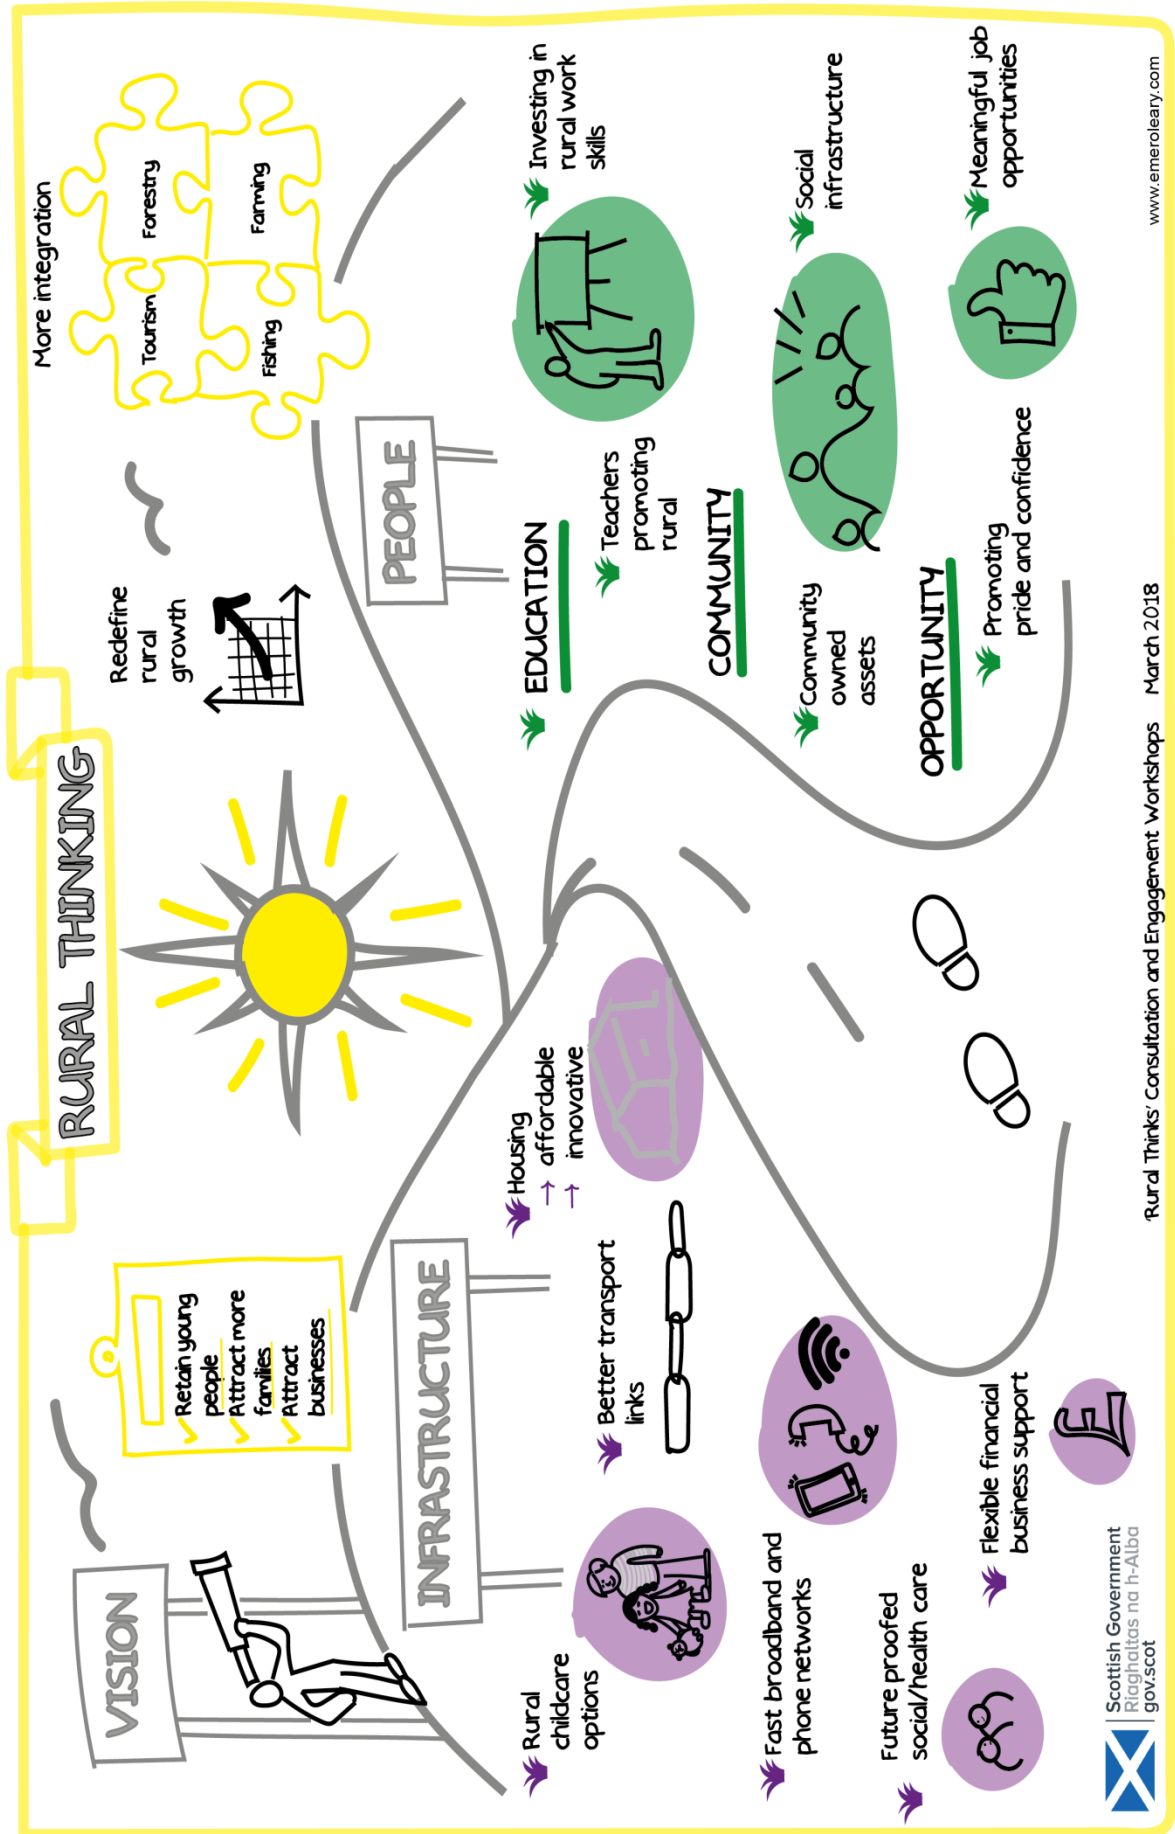 RURAL THINKING
VISION
Retain young
people
Attract more
families
Attract
businesses
Redefine
rural
growth
More integration
Tourism
Forestry
Fishing
Farming
INFRASTRUCTURE
Rural
childcare
options
Better transport
links
Housing
→ affordable
→ innovative
Fast broadband and
phone networks
Future proofed
social/health care
Flexible financial
business support
£
PEOPLE
EDUCATION
Teachers
promoting
rural
Investing in
rural work
skills
COMMUNITY
Community
owned
assets
Social
infrastructure
OPPORTUNITY
Promoting
pride and confidence
Meaningful job
opportunities
Scottish Government
Riaghaltas na h-Alba
gov.scot
'Rural Thinks' Consultation and Engagement Workshops March 2018
www.emeroleary.com